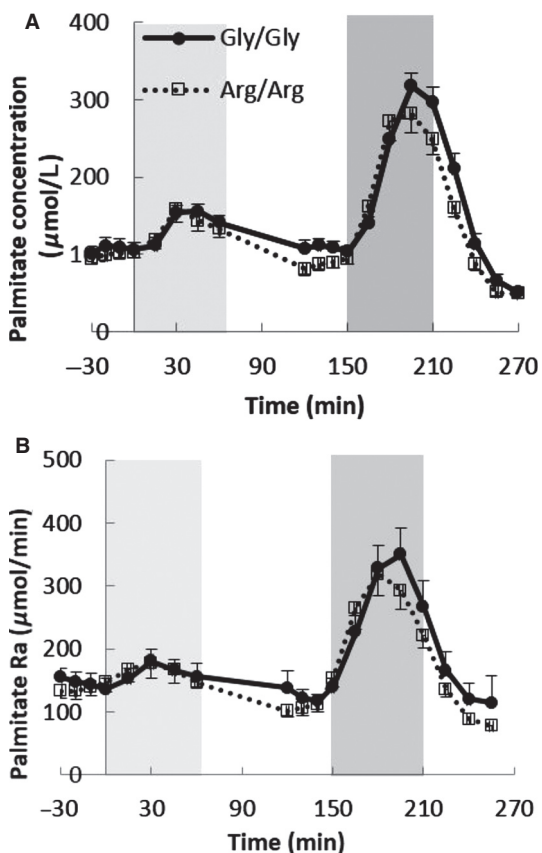 A
Palmitate concentration
(µmol/L)
400
300
200
100
0
Gly/Gly
Arg/Arg
−30
30
90
150
210
270
Time (min)
B
Palmitate Ra (µmol/min)
500
400
300
200
100
0
−30
30
90
150
210
270
Time (min)